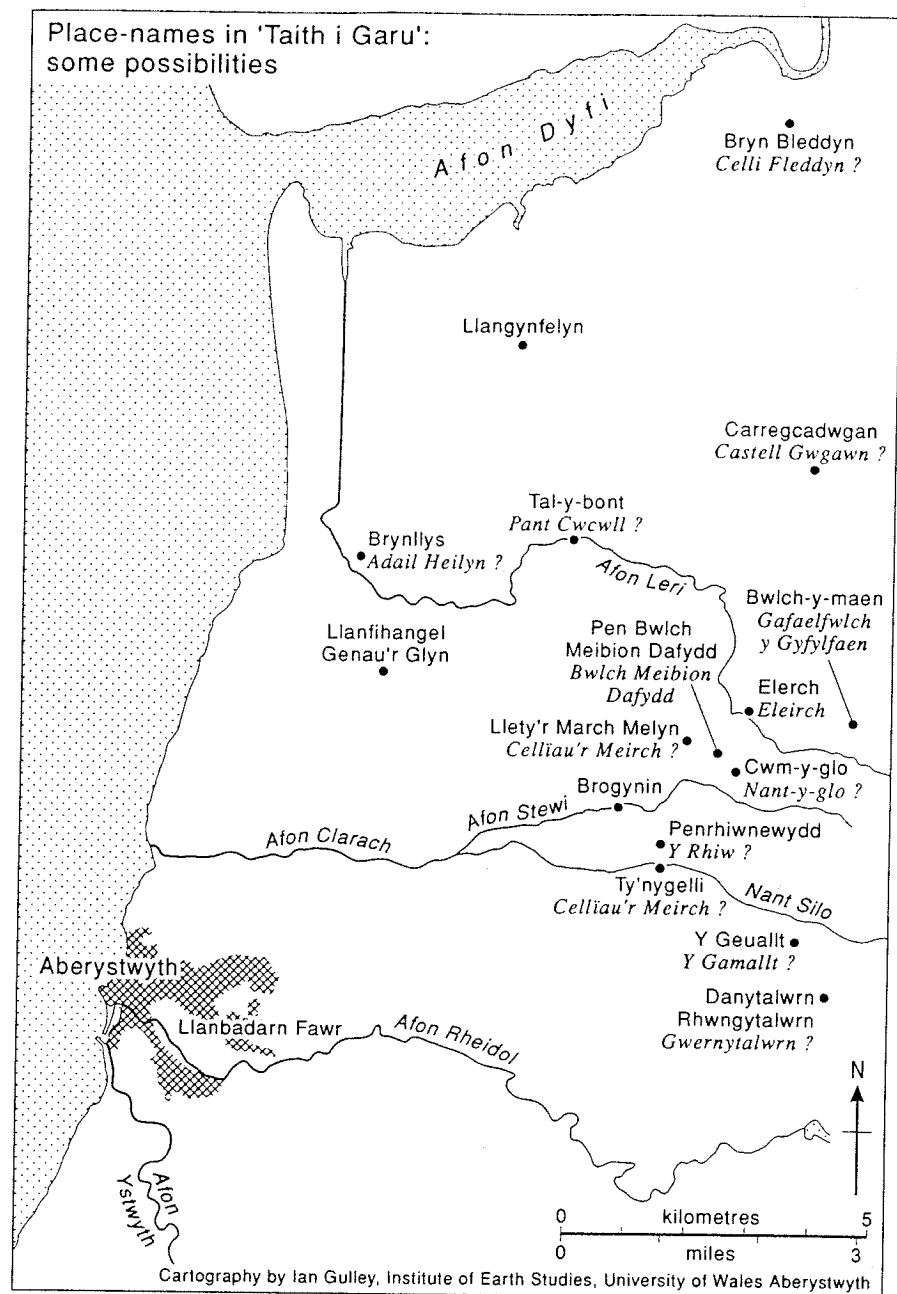 Place-names in 'Taith i Garu':
some possibilities
Afon Dyfi
Bryn Bleddyn
Celli Fleddyn ?
Llangynfelyn
Carregcadwgan
Castell Gwgawn ?
Tal-y-bont
Pant Cwcwll ?
Brynllys
Adail Heilyn ?
Afon Leri
Bwlch-y-maen
Gafaelfwlch
y Gyfylfaen
Pen Bwlch
Meibion Dafydd
Bwlch Meibion
Dafydd
Llanfihangel
Genau'r Glyn
Elerch
Eleirch
Llety'r March Melyn
Cellïau'r Meirch ?
Cwm-y-glo
Nant-y-glo ?
Brogynin
Afon Stewi
Afon Clarach
Penrhiwnewydd
Y Rhiw ?
Ty'nygelli
Cellïau'r Meirch ?
Nant Silo
Y Geuallt
Y Gamallt ?
Aberystwyth
Danytalwrn
Rhwngytalwrn
Gwernytalwrn ?
Llanbadarn Fawr
Afon Rheidol
N
Afon
Ystwyth
0 kilometres 5
0 miles 3
Cartography by Ian Gulley, Institute of Earth Studies, University of Wales Aberystwyth